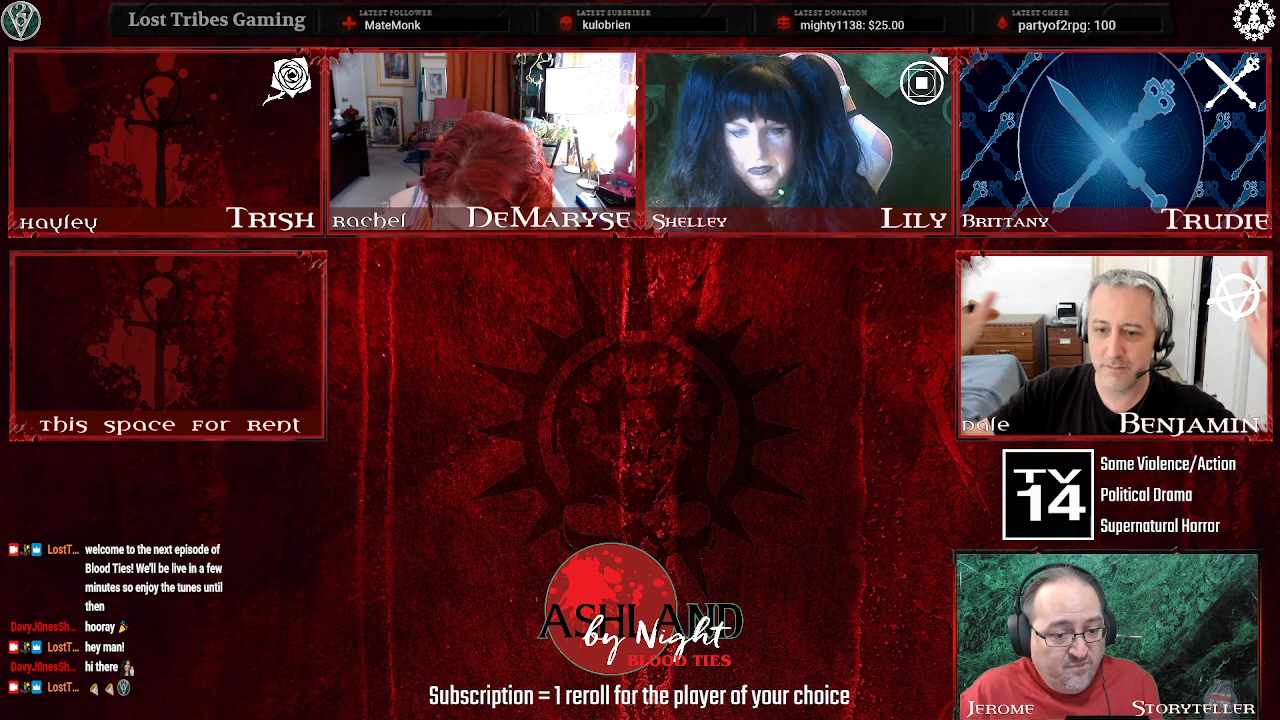 Lost Tribes Gaming
LATEST FOLLOWER
MateMonk
LATEST SUBSRIBER
kulobrien
LATEST DONATION
mighty1138: $25.00
LATEST CHEER
partyof2rpg: 100
Hayley
Trish
Rachel
DeMaryse
Shelley
Lily
Brittany
Trudie
This space for rent
Dale
Benjamin
TV
14
Some Violence/Action
Political Drama
Supernatural Horror
LostT... welcome to the next episode of
Blood Ties! We'll be live in a few
minutes so enjoy the tunes until
then
DavyJ0nesSh... hooray
LostT... hey man!
DavyJ0nesSh... hi there
LostT...
ASHLAND
by Night
BLOOD TIES
Subscription = 1 reroll for the player of your choice
Jerome
Storyteller